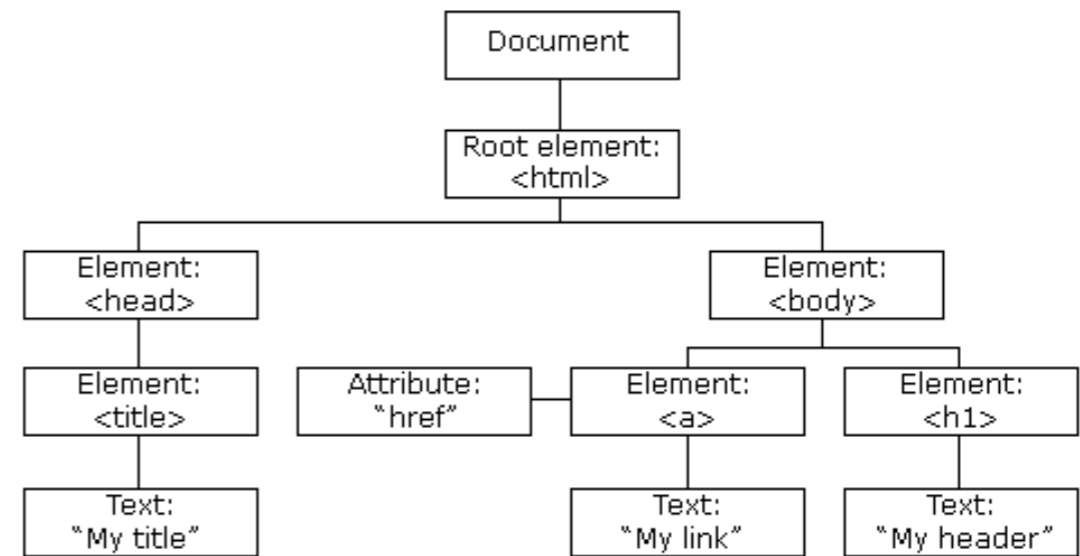 Document
Root element:
<html>
Element:
<head>
Element:
<body>
Element:
<title>
Attribute:
“href”
Element:
<a>
Element:
<h1>
Text:
“My title”
Text:
“My link”
Text:
“My header”